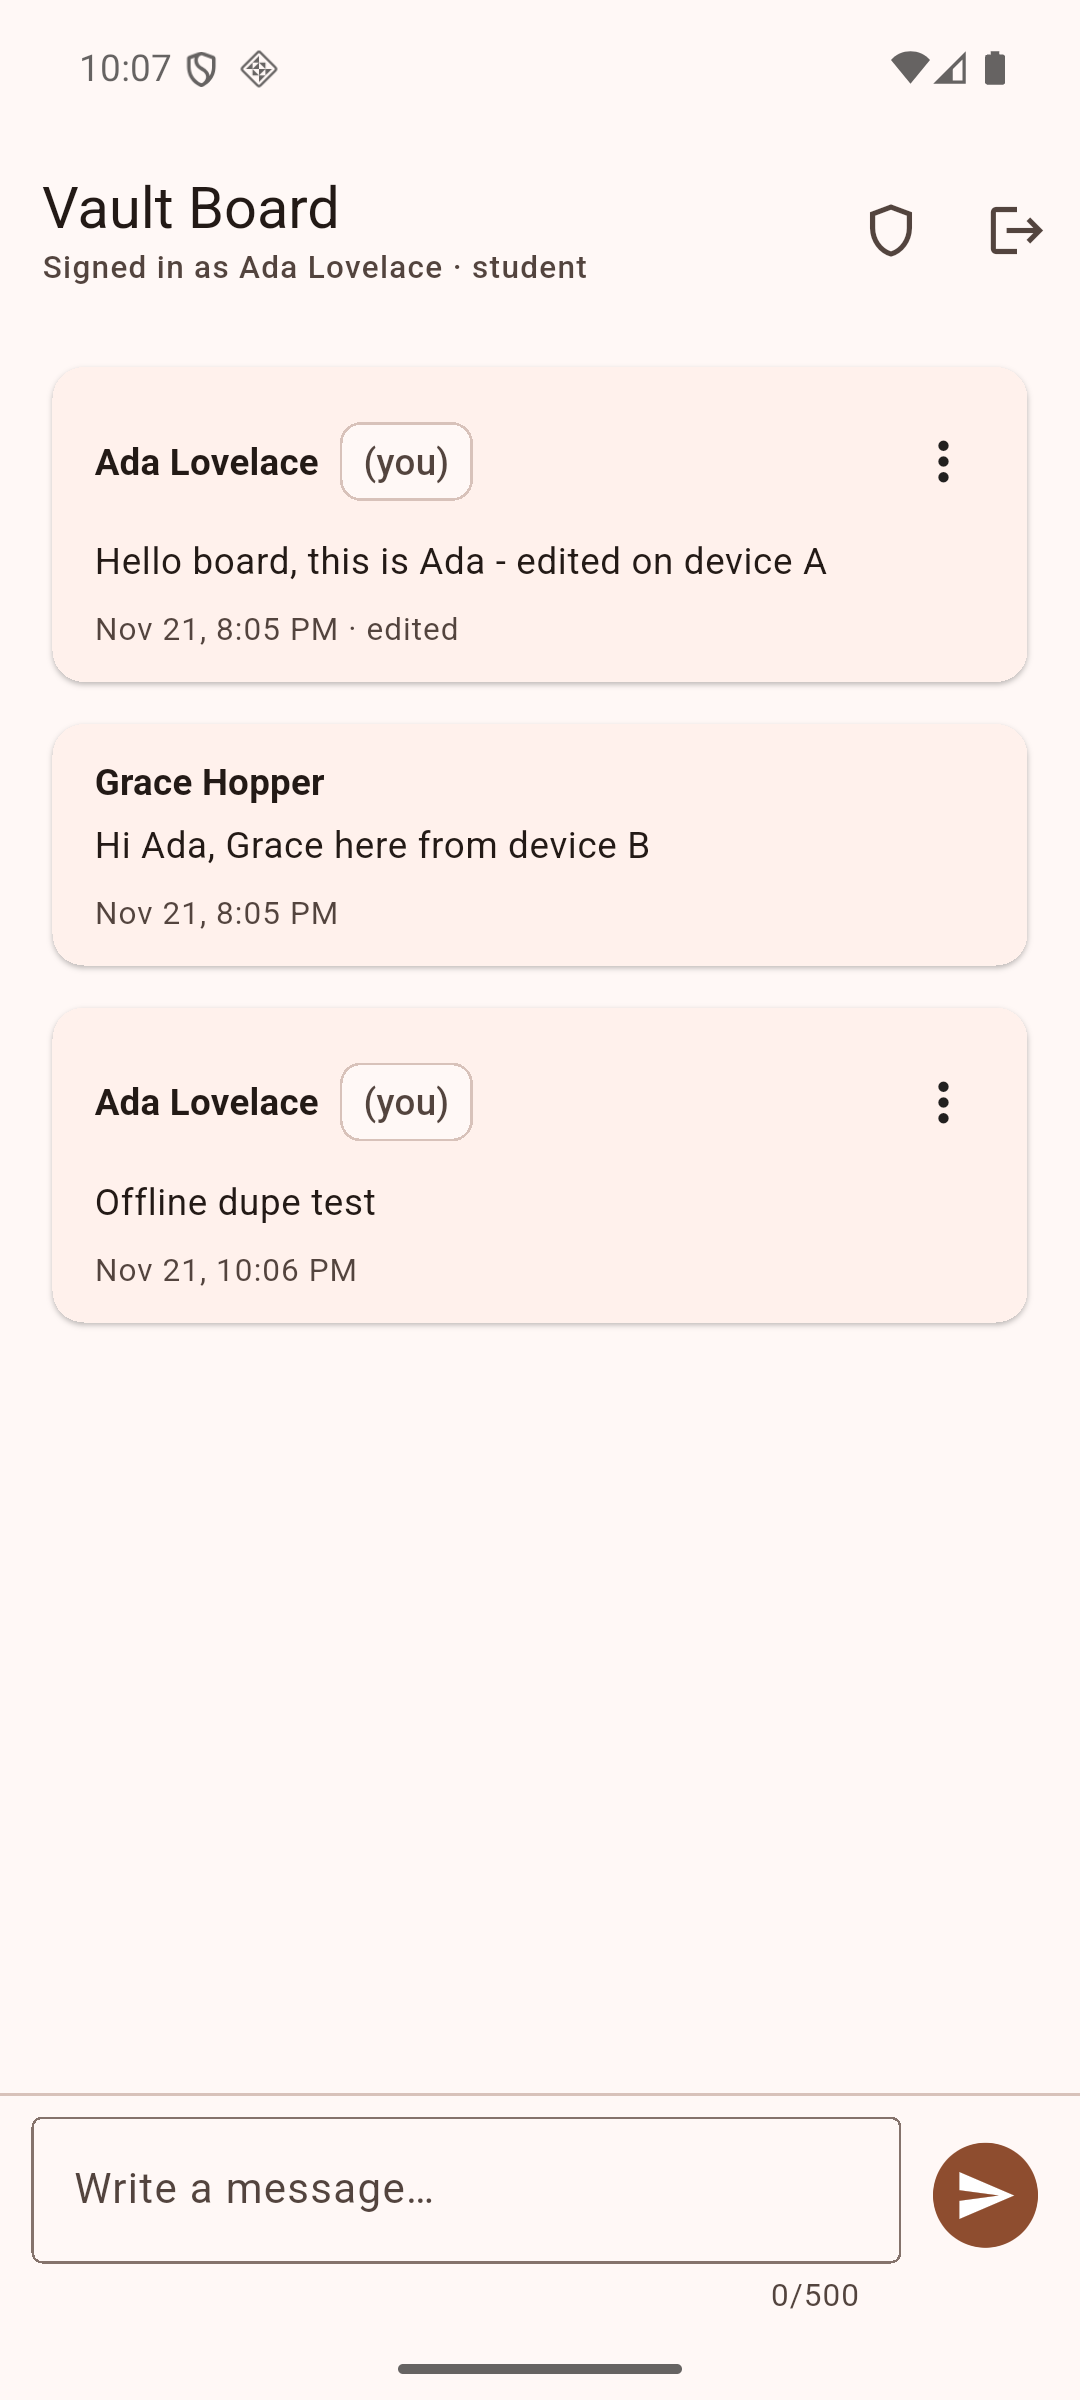 10:07
Vault Board
Signed in as Ada Lovelace · student
Ada Lovelace (you)
Hello board, this is Ada - edited on device A
Nov 21, 8:05 PM · edited
Grace Hopper
Hi Ada, Grace here from device B
Nov 21, 8:05 PM
Ada Lovelace (you)
Offline dupe test
Nov 21, 10:06 PM
Write a message…
0/500